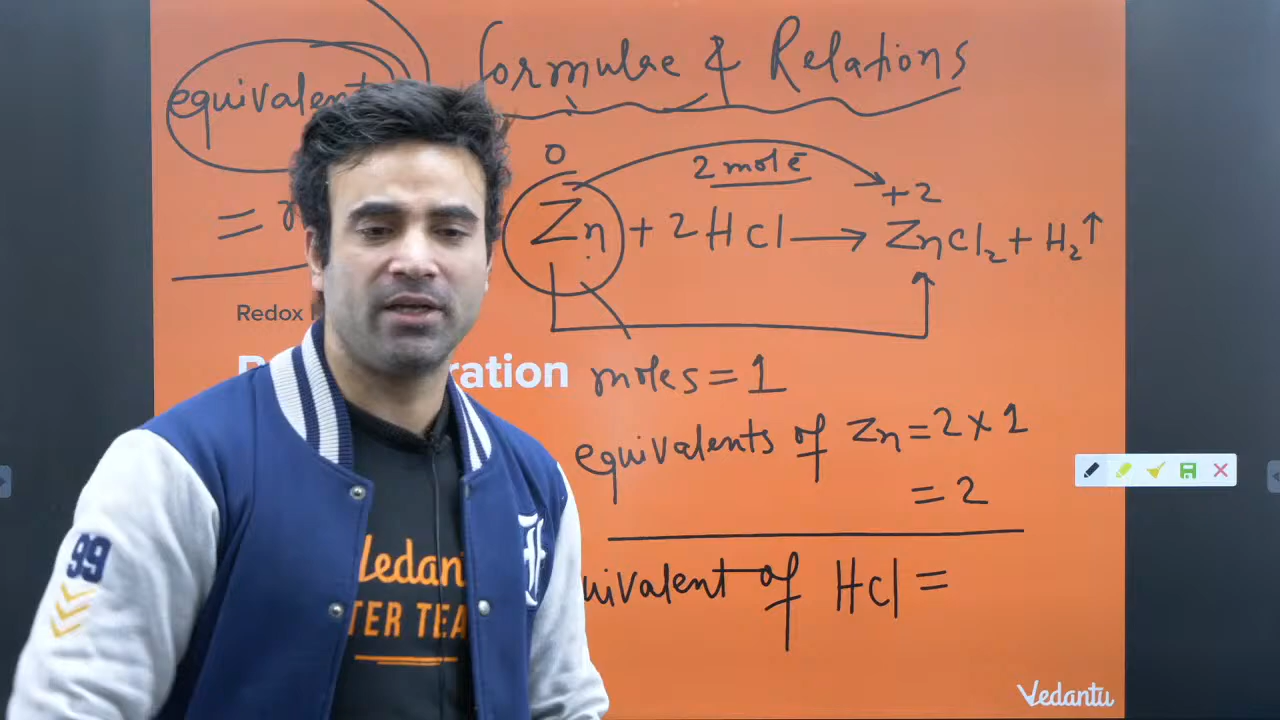 equivalent
Formulae & Relations
=
0
2 mole e⁻
+2
Zn + 2HCl → ZnCl₂ + H₂↑
Redox
ration
moles = 1
equivalents of Zn = 2 × 1
= 2
uivalent of HCl =
99
Vedan
TER TEA
Vedantu